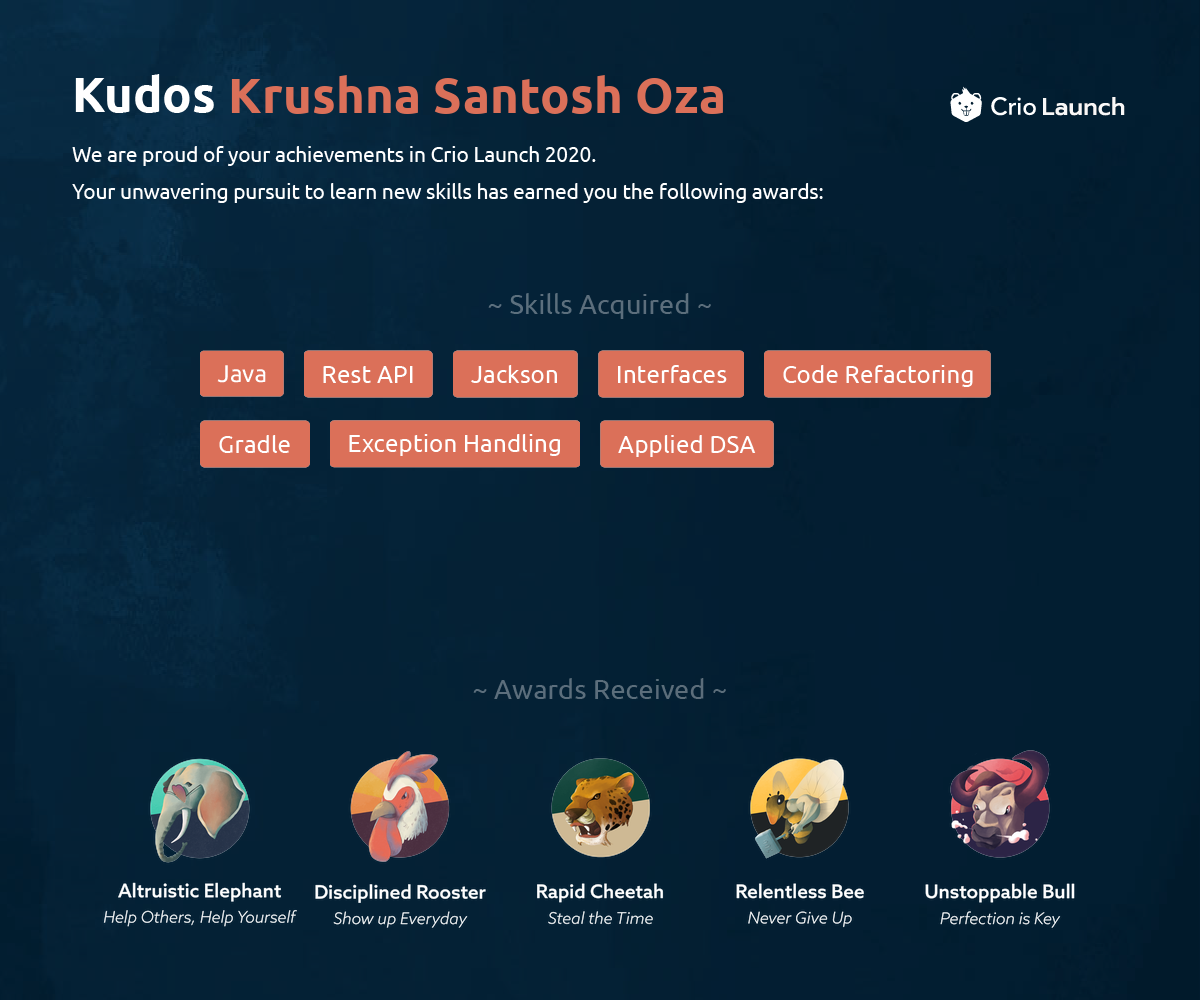 Kudos Krushna Santosh Oza
Crio Launch
We are proud of your achievements in Crio Launch 2020.
Your unwavering pursuit to learn new skills has earned you the following awards:
~ Skills Acquired ~
Java Rest API Jackson Interfaces Code Refactoring
Gradle Exception Handling Applied DSA
~ Awards Received ~
Altruistic Elephant Disciplined Rooster Rapid Cheetah Relentless Bee Unstoppable Bull
Help Others, Help Yourself Show up Everyday Steal the Time Never Give Up Perfection is Key